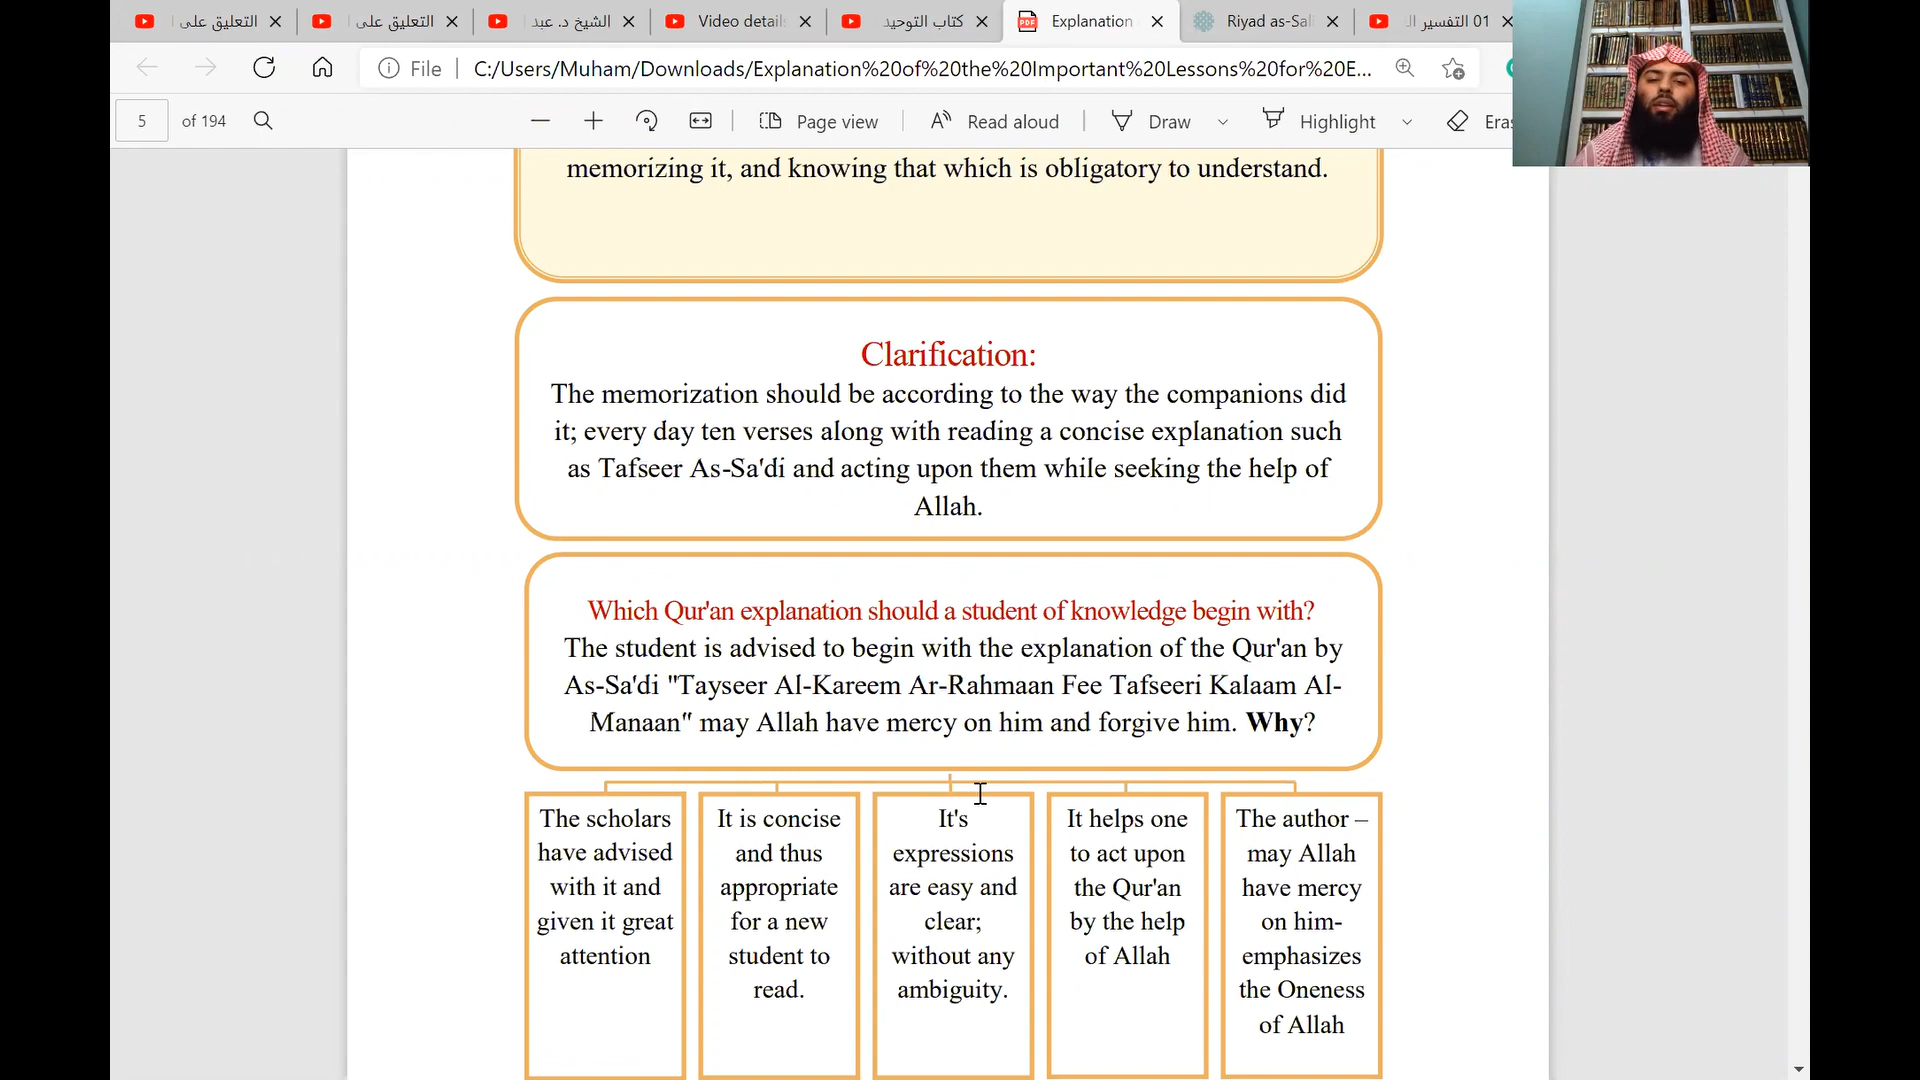 التعليق على
التعليق على
الشيخ د. عبد
Video detail
كتاب التوحيد
Explanation
Riyad as-Sal
01 التفسير ال
File
C:/Users/Muham/Downloads/Explanation%20of%20the%20Important%20Lessons%20for%20E...
5 of 194
Page view
Read aloud
Draw
Highlight
Eras
memorizing it, and knowing that which is obligatory to understand.
Clarification:
The memorization should be according to the way the companions did
it; every day ten verses along with reading a concise explanation such
as Tafseer As-Sa'di and acting upon them while seeking the help of
Allah.
Which Qur'an explanation should a student of knowledge begin with?
The student is advised to begin with the explanation of the Qur'an by
As-Sa'di "Tayseer Al-Kareem Ar-Rahmaan Fee Tafseeri Kalaam Al-
Manaan" may Allah have mercy on him and forgive him. Why?
The scholars
have advised
with it and
given it great
attention
It is concise
and thus
appropriate
for a new
student to
read.
It's
expressions
are easy and
clear;
without any
ambiguity.
It helps one
to act upon
the Qur'an
by the help
of Allah
The author –
may Allah
have mercy
on him-
emphasizes
the Oneness
of Allah